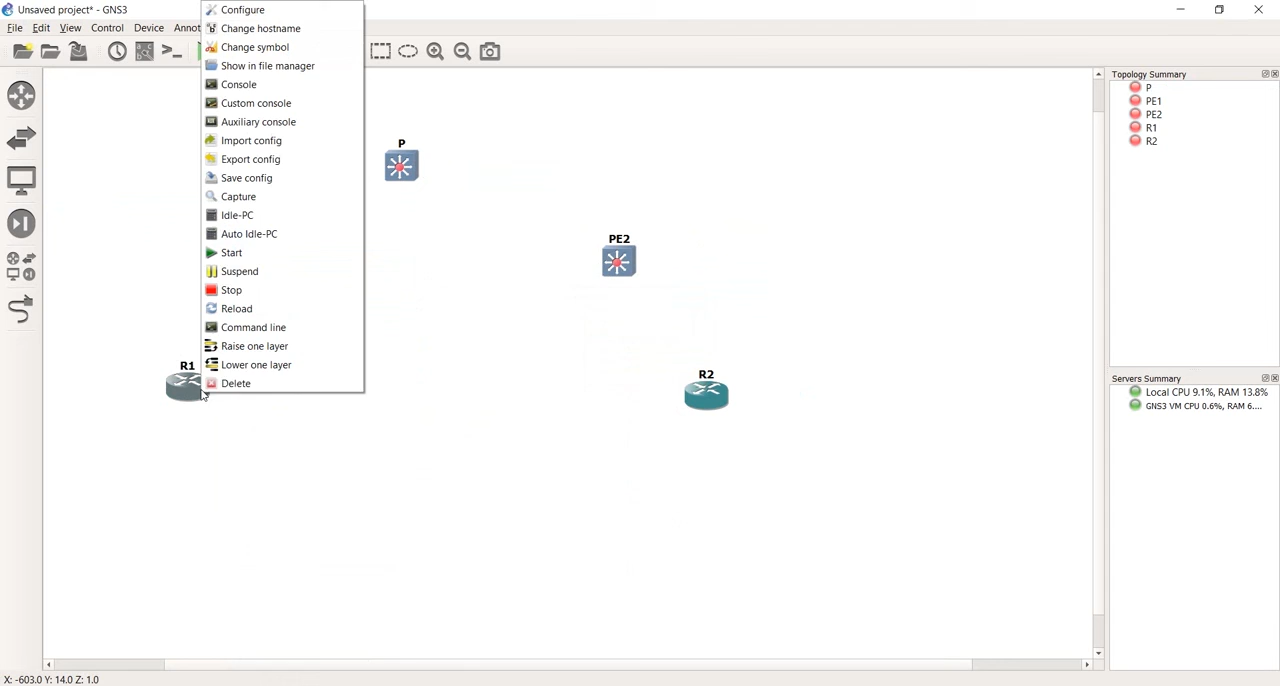 Unsaved project* - GNS3
File Edit View Control Device Annot
Configure
Change hostname
Change symbol
Show in file manager
Console
Custom console
Auxiliary console
Import config
Export config
Save config
Capture
Idle-PC
Auto Idle-PC
Start
Suspend
Stop
Reload
Command line
Raise one layer
Lower one layer
Delete
P
PE2
R1
R2
Topology Summary
P
PE1
PE2
R1
R2
Servers Summary
Local CPU 9.1%, RAM 13.8%
GNS3 VM CPU 0.6%, RAM 6....
X: -603.0 Y: 14.0 Z: 1.0